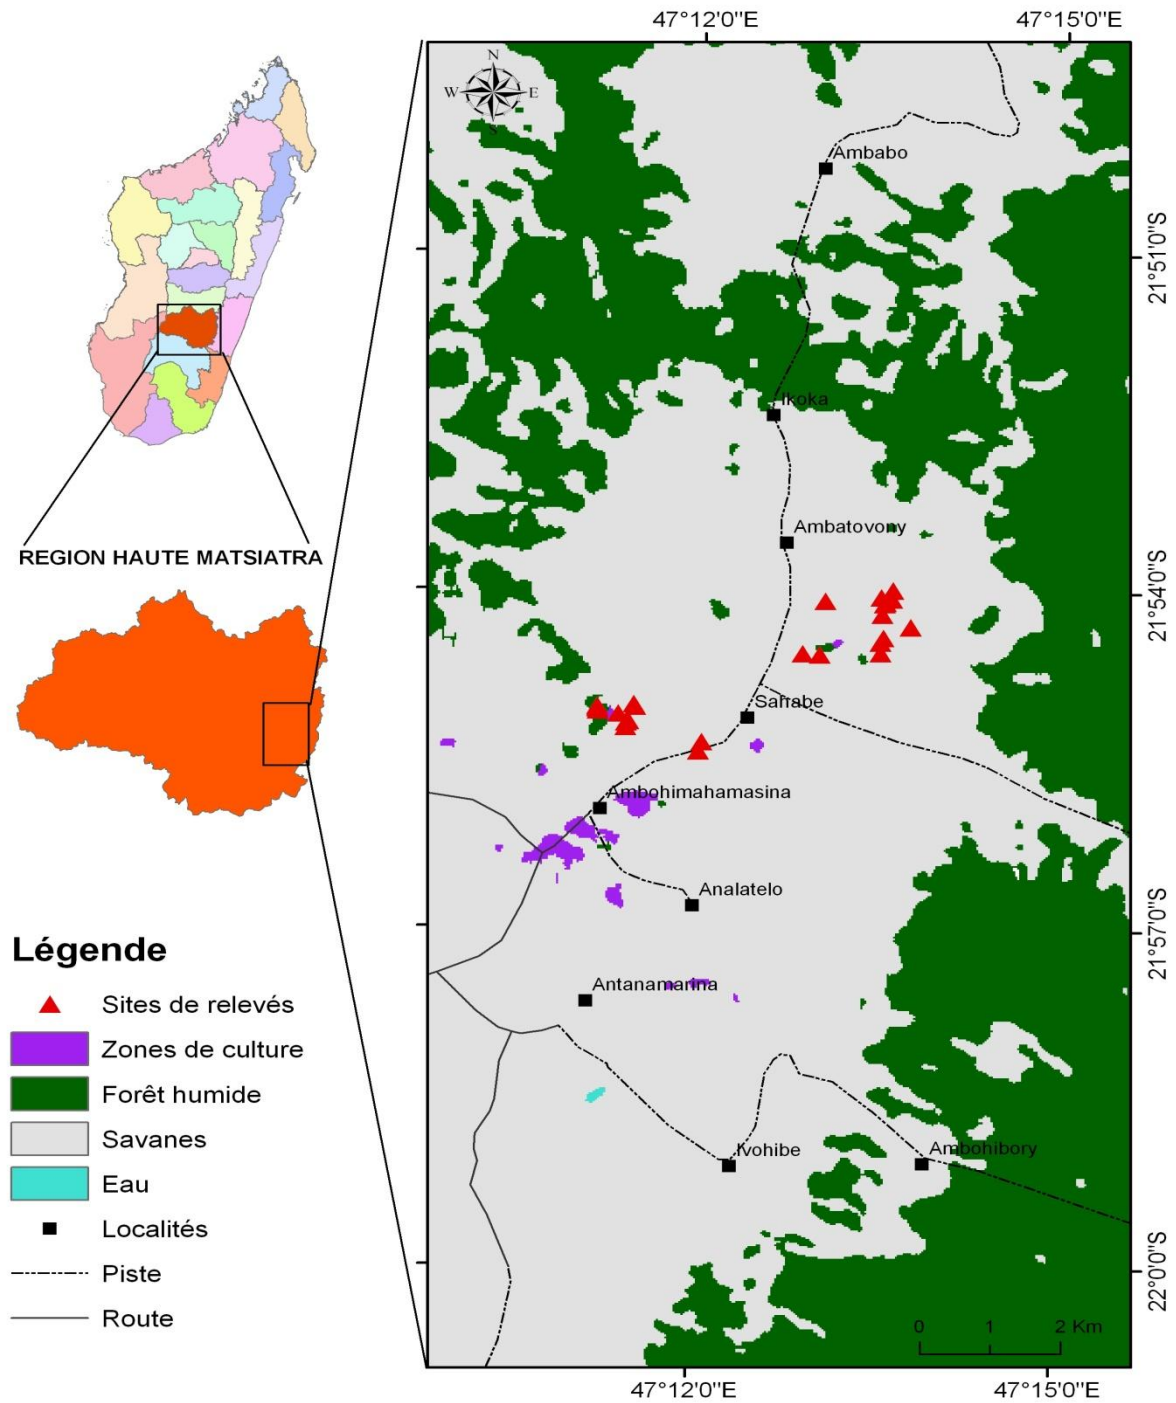 47°12'0"E
47°15'0"E
N
W
E
S
Ambabo
21°51'0"S
Ikoka
Ambatovony
REGION HAUTE MATSIATRA
21°54'0"S
Sahabe
Ambohimahamasina
Analatelo
21°57'0"S
Antanamarina
Légende
Sites de relevés
Zones de culture
Forêt humide
Savanes
Eau
Localités
Piste
Route
Ivohibe
Ambohibory
22°0'0"S
0 1 2 Km
47°12'0"E
47°15'0"E